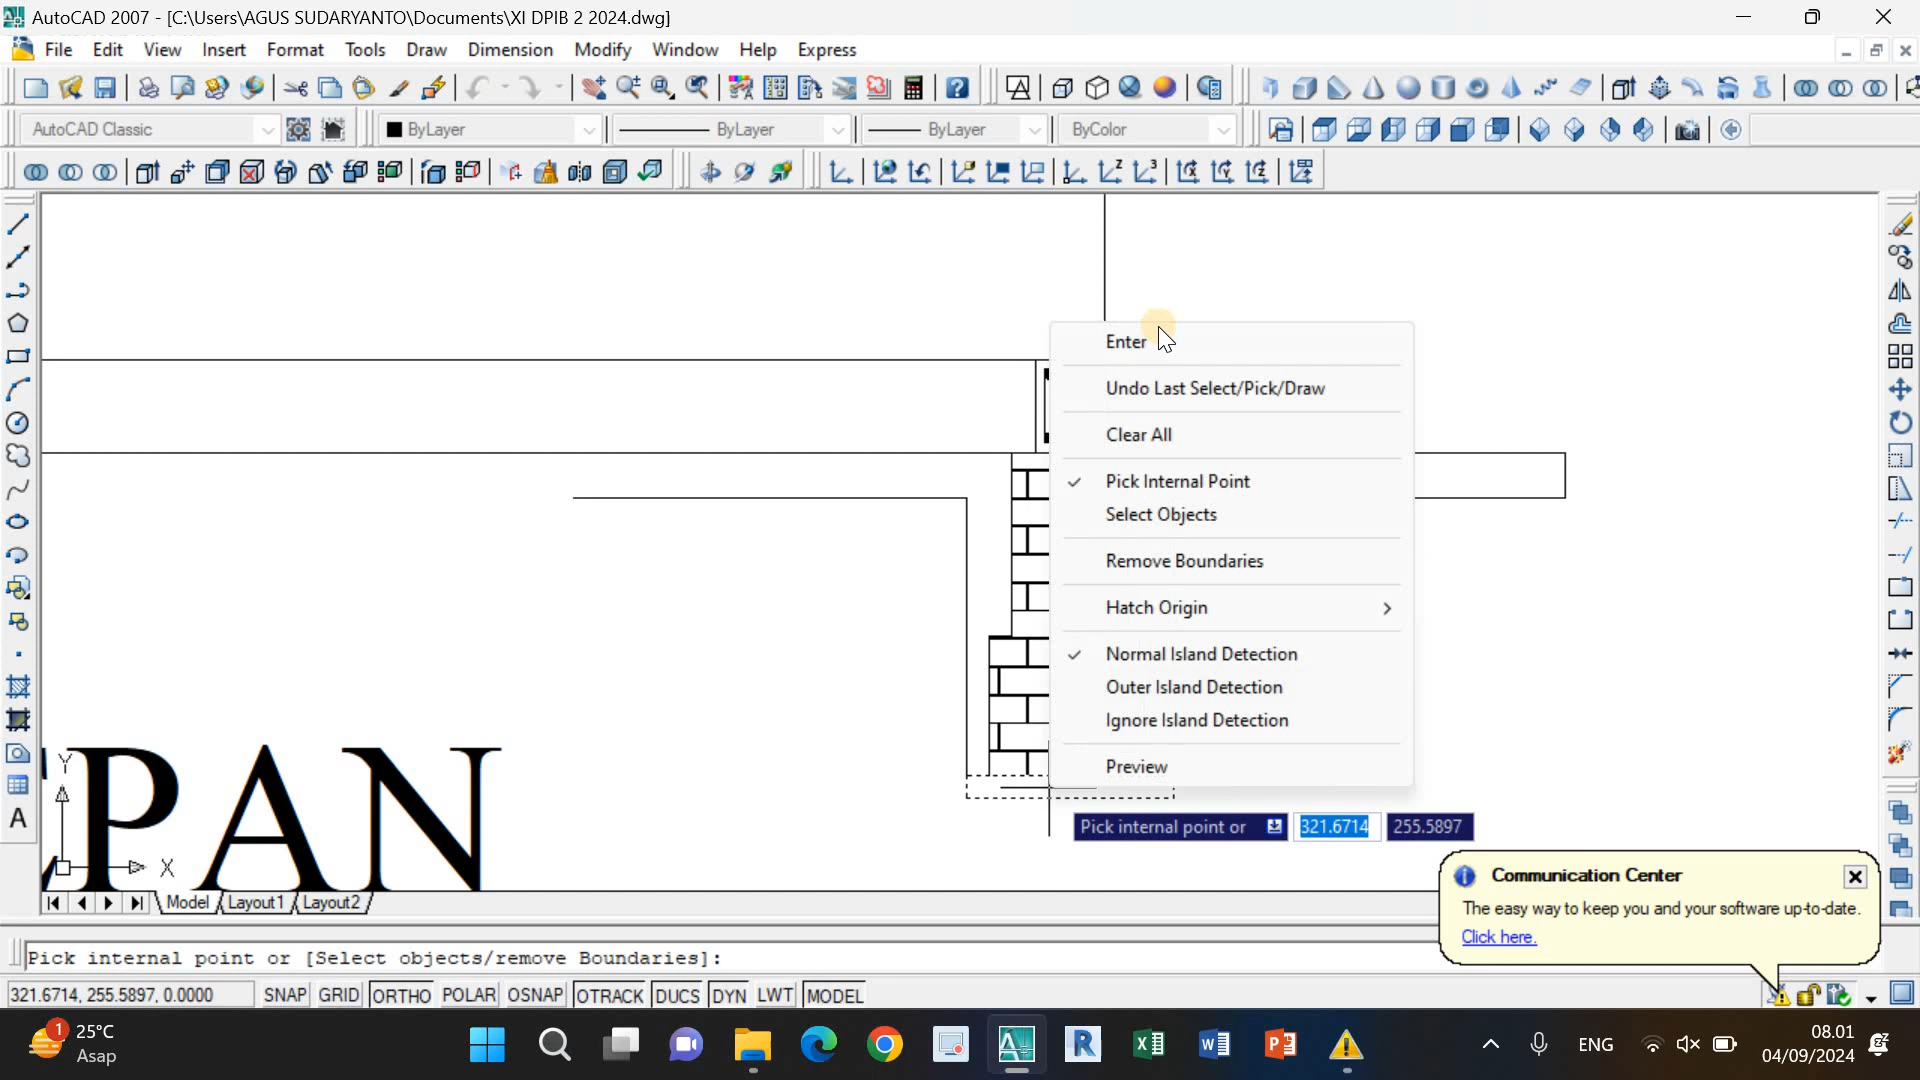 AutoCAD 2007 - [C:\Users\AGUS SUDARYANTO\Documents\XI DPIB 2 2024.dwg]
File Edit View Insert Format Tools Draw Dimension Modify Window Help Express
AutoCAD Classic ByLayer ByLayer ByLayer ByColor
Enter
Undo Last Select/Pick/Draw
Clear All
Pick Internal Point
Select Objects
Remove Boundaries
Hatch Origin
Normal Island Detection
Outer Island Detection
Ignore Island Detection
Preview
PAN
Y
X
Pick internal point or 321.6714 255.5897
Model Layout1 Layout2
Communication Center
The easy way to keep you and your software up-to-date.
Click here.
Pick internal point or [Select objects/remove Boundaries]:
321.6714, 255.5897, 0.0000 SNAP GRID ORTHO POLAR OSNAP OTRACK DUCS DYN LWT MODEL
1 25°C
Asap
ENG
08.01
04/09/2024